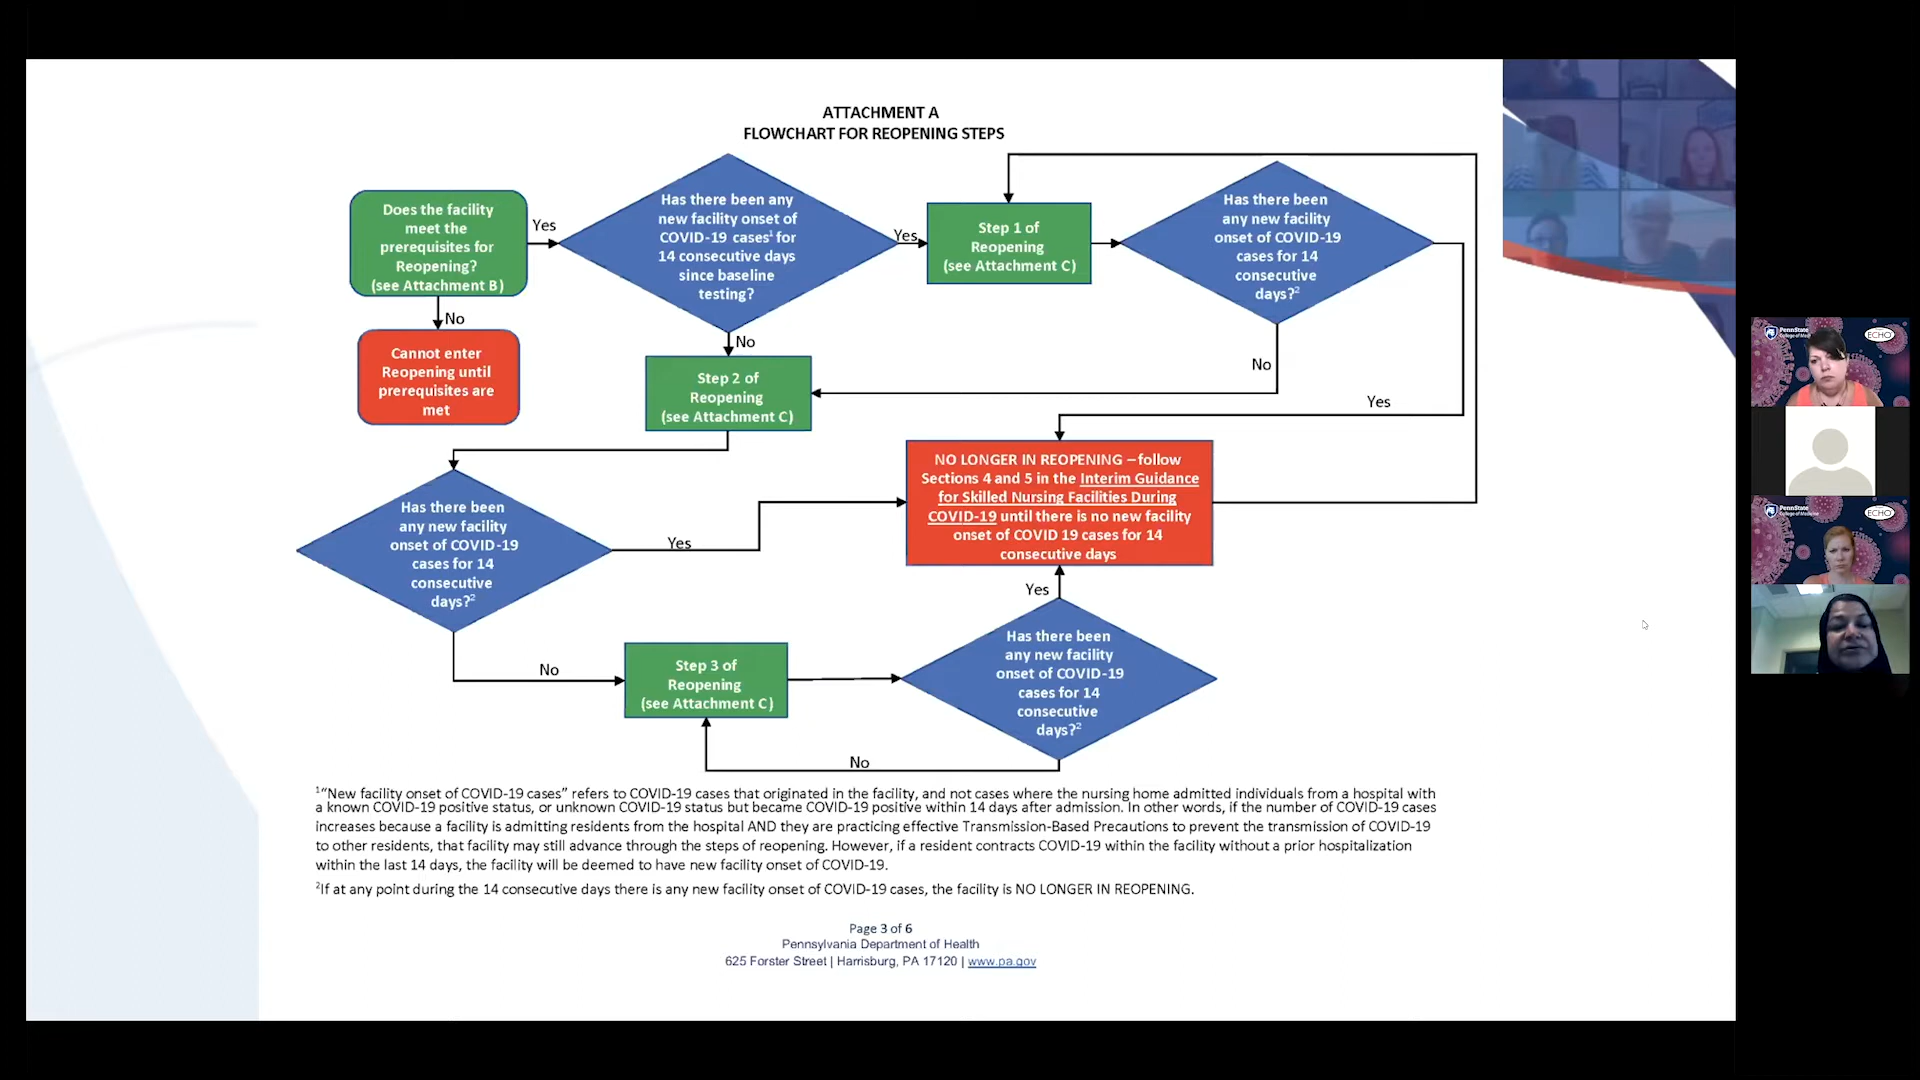 ATTACHMENT A
FLOWCHART FOR REOPENING STEPS
Does the facility
meet the
prerequisites for
Reopening?
(see Attachment B)
Yes
No
Cannot enter
Reopening until
prerequisites are
met
Has there been any
new facility onset of
COVID-19 cases¹ for
14 consecutive days
since baseline
testing?
Yes
No
Step 1 of
Reopening
(see Attachment C)
Has there been
any new facility
onset of COVID-19
cases for 14
consecutive
days?²
No
Yes
Step 2 of
Reopening
(see Attachment C)
NO LONGER IN REOPENING – follow
Sections 4 and 5 in the Interim Guidance
for Skilled Nursing Facilities During
COVID-19 until there is no new facility
onset of COVID 19 cases for 14
consecutive days
Has there been
any new facility
onset of COVID-19
cases for 14
consecutive
days?²
Yes
No
Step 3 of
Reopening
(see Attachment C)
Yes
Has there been
any new facility
onset of COVID-19
cases for 14
consecutive
days?²
No
¹“New facility onset of COVID-19 cases” refers to COVID-19 cases that originated in the facility, and not cases where the nursing home admitted individuals from a hospital with
a known COVID-19 positive status, or unknown COVID-19 status but became COVID-19 positive within 14 days after admission. In other words, if the number of COVID-19 cases
increases because a facility is admitting residents from the hospital AND they are practicing effective Transmission-Based Precautions to prevent the transmission of COVID-19
to other residents, that facility may still advance through the steps of reopening. However, if a resident contracts COVID-19 within the facility without a prior hospitalization
within the last 14 days, the facility will be deemed to have new facility onset of COVID-19.
²If at any point during the 14 consecutive days there is any new facility onset of COVID-19 cases, the facility is NO LONGER IN REOPENING.
Page 3 of 6
Pennsylvania Department of Health
625 Forster Street | Harrisburg, PA 17120 | www.pa.gov
PennState
ECHO
PennState
College of Medicine
ECHO